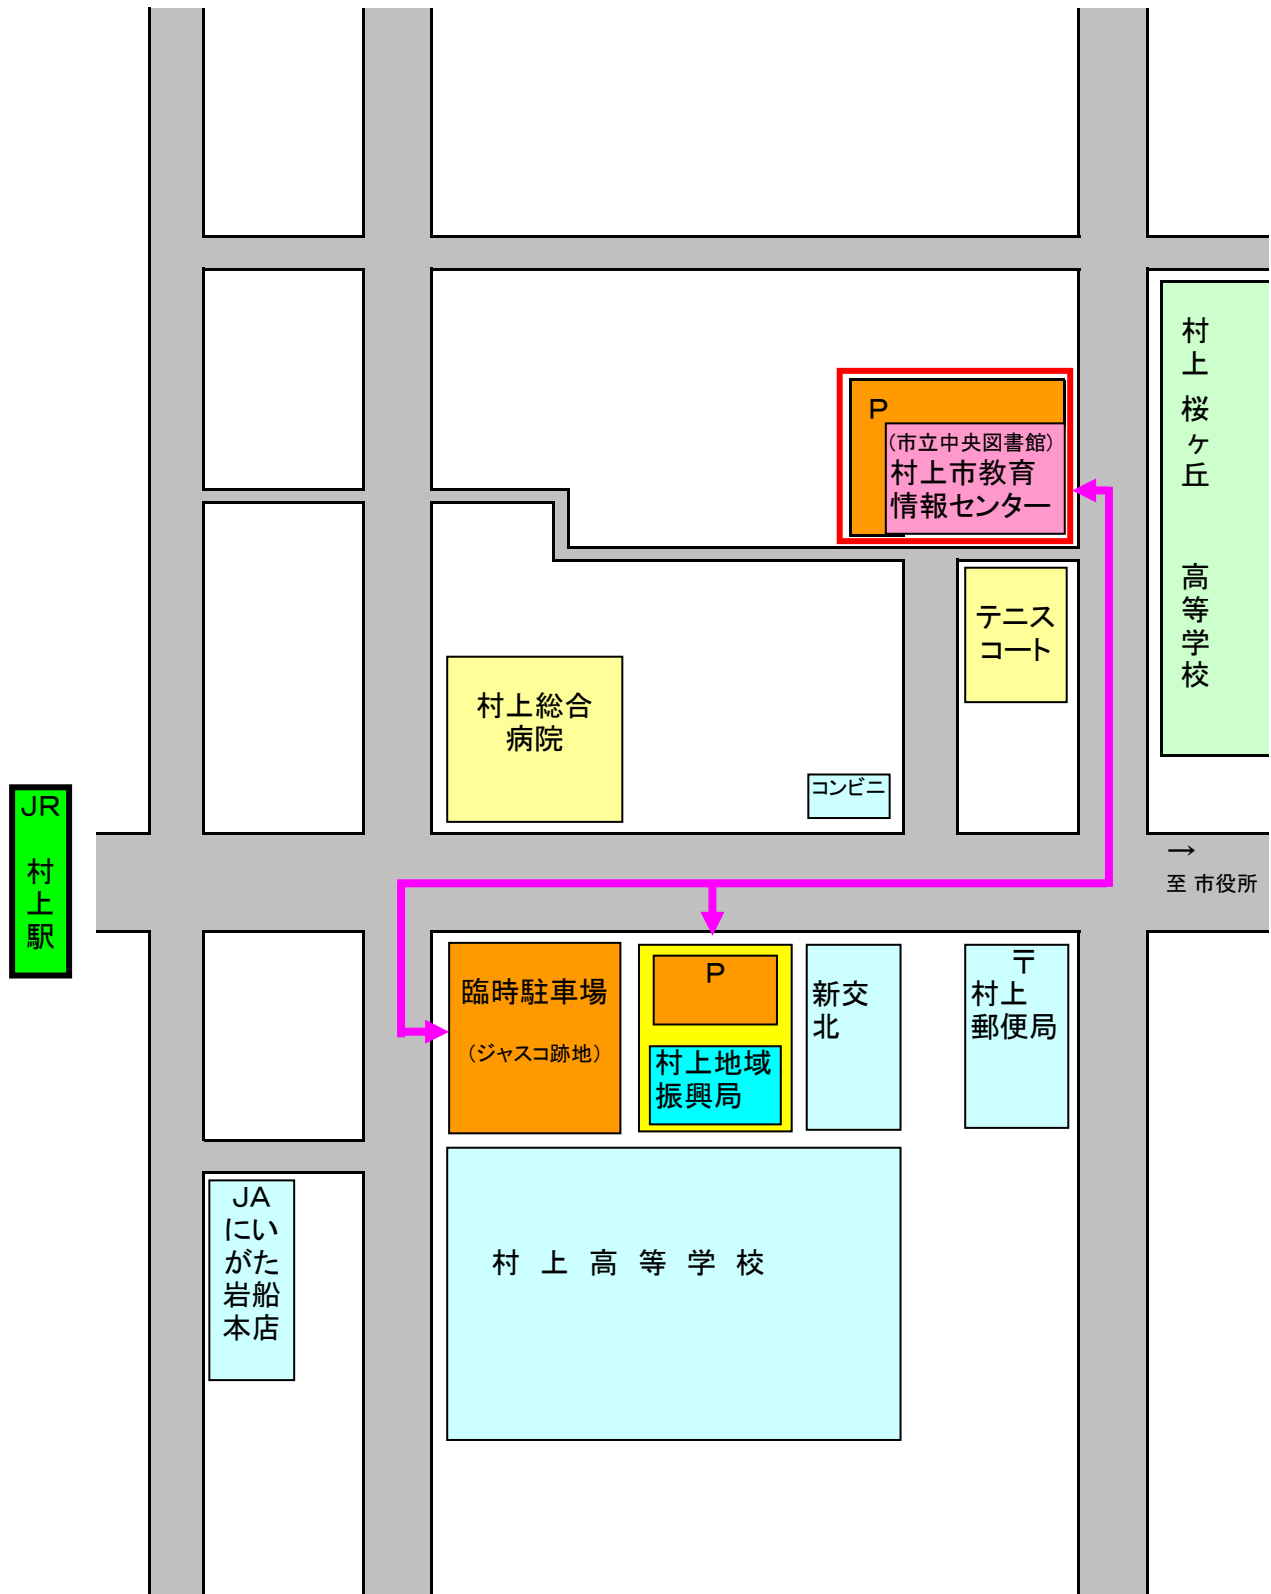 P
(市立中央図書館)
村上市教育
情報センター
村上桜ヶ丘高等学校
テニス
コート
村上総合
病院
コンビニ
JR
村上駅
→
至 市役所
臨時駐車場
(ジャスコ跡地)
P
村上地域
振興局
新交
北
〒
村上
郵便局
JA
にい
がた
岩船
本店
村上高等学校